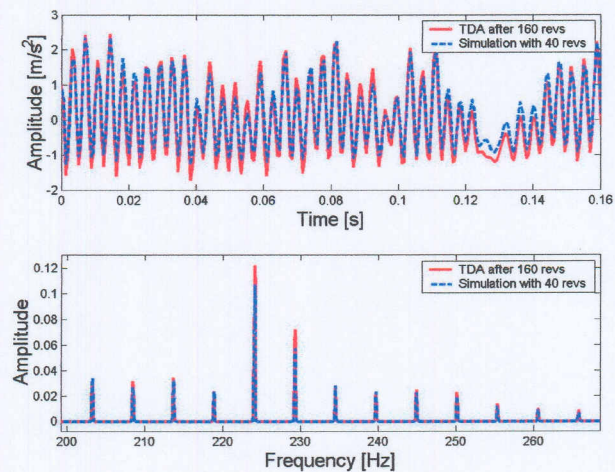 3
2
1
0
-1
-2
Amplitude [m/s²]
TDA after 160 revs
Simulation with 40 revs
0 0.02 0.04 0.06 0.08 0.1 0.12 0.14 0.16
Time [s]
0.12
0.1
0.08
0.06
0.04
0.02
0
Amplitude
TDA after 160 revs
Simulation with 40 revs
200 210 220 230 240 250 260
Frequency [Hz]